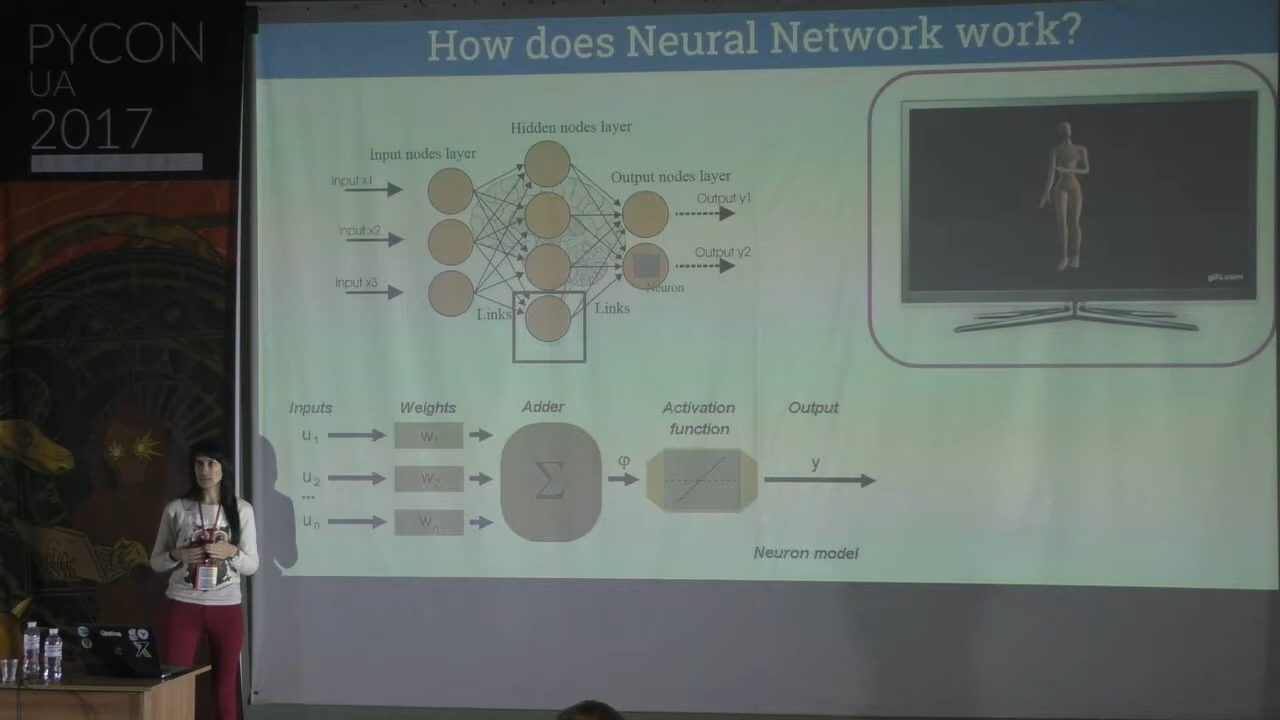 PYCON
UA
2017
How does Neural Network work?
Hidden nodes layer
Input nodes layer
Output nodes layer
Input x1
Output y1
Input x2
Output y2
Input x3
Neuron
Links
Links
gifs.com
Inputs
Weights
Adder
Activation
function
Output
u1
w1
u2
w2
...
un
wn
Σ
φ
y
Neuron model